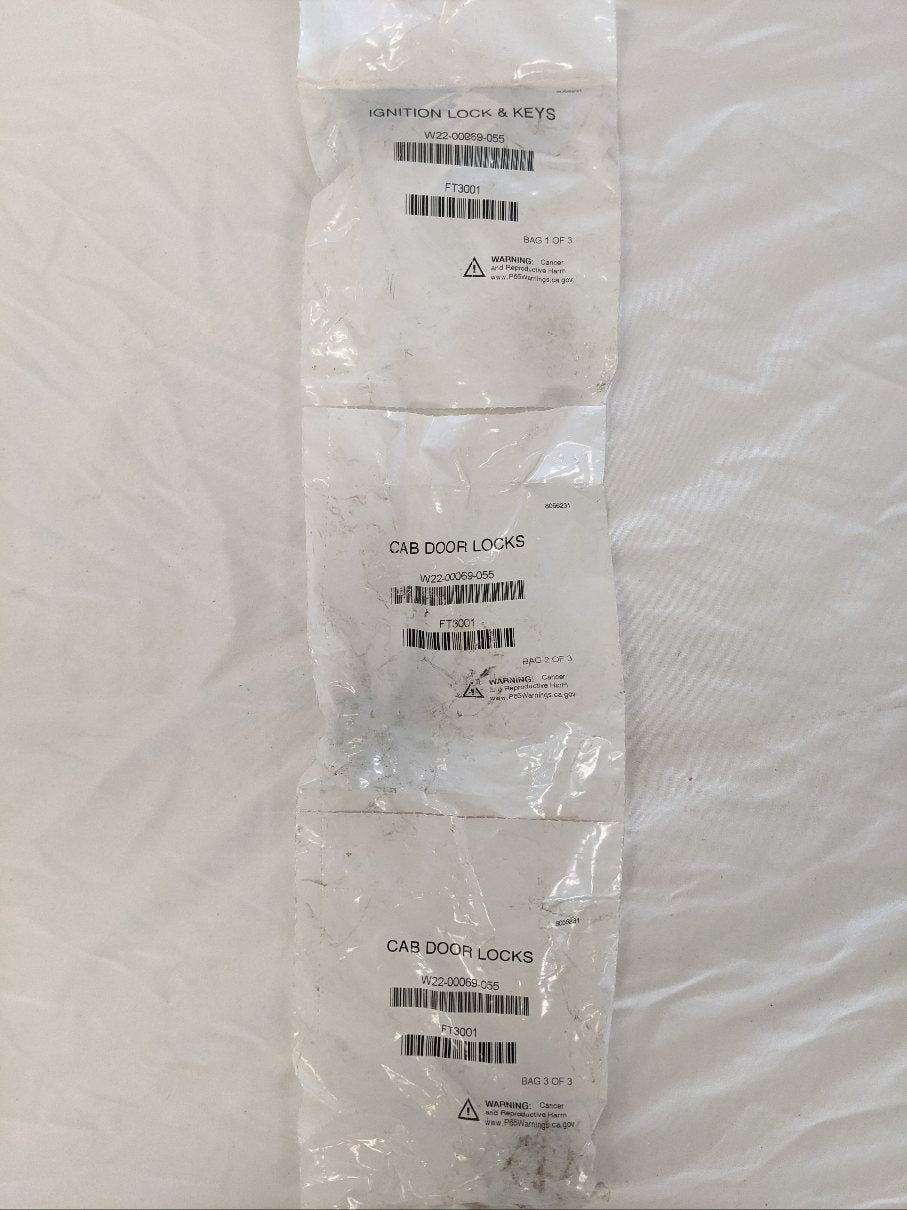 8056231
IGNITION LOCK & KEYS
W22-00069-055
FT3001
BAG 1 OF 3
WARNING: Cancer
and Reproductive Harm
www.P65Warnings.ca.gov
8056231
CAB DOOR LOCKS
W22-00069-055
FT3001
BAG 2 OF 3
WARNING: Cancer
and Reproductive Harm
www.P65Warnings.ca.gov
8056231
CAB DOOR LOCKS
W22-00069-055
FT3001
BAG 3 OF 3
WARNING: Cancer
and Reproductive Harm
www.P65Warnings.ca.gov